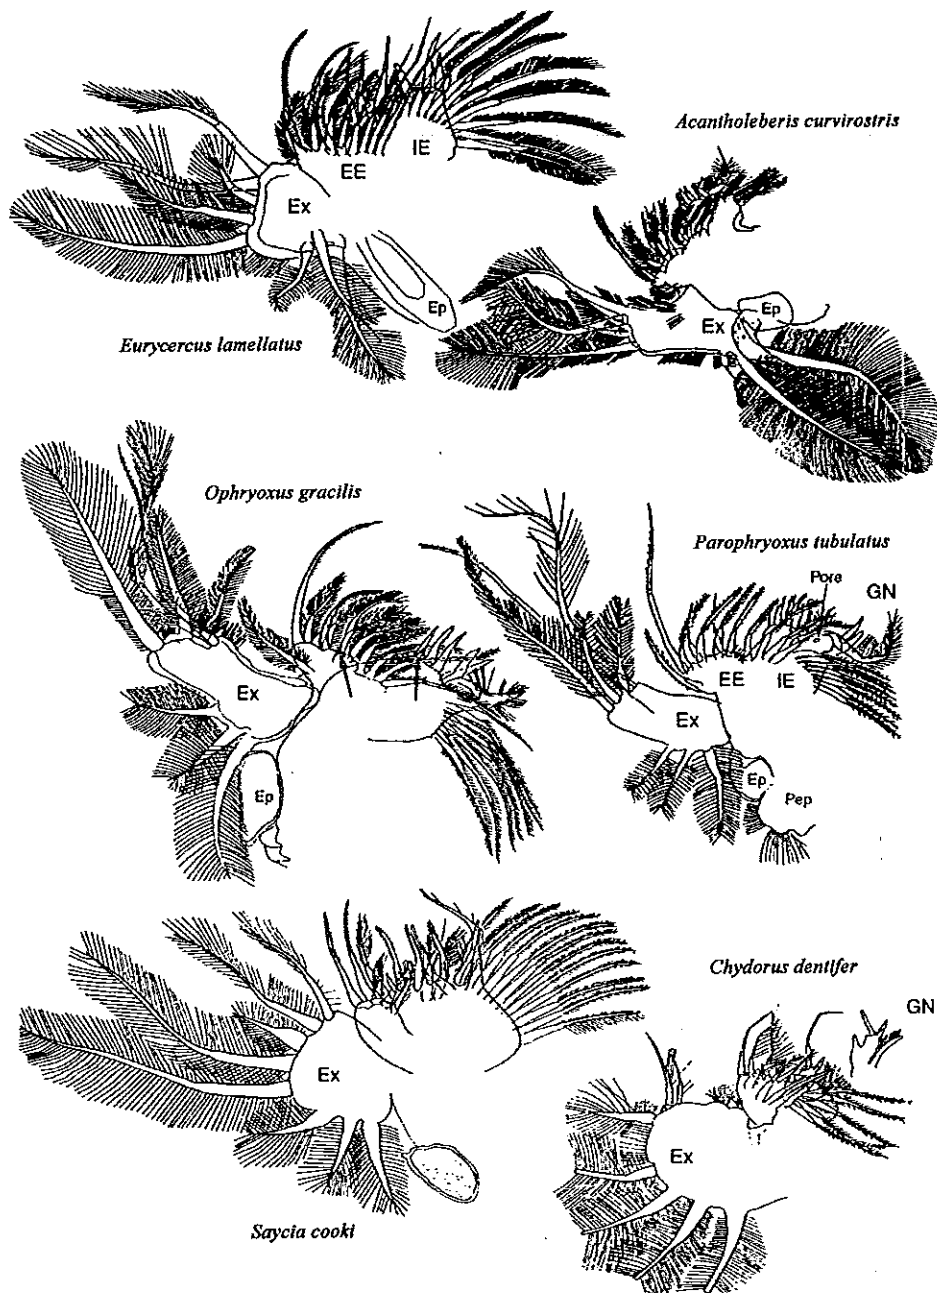 Acantholeberis curvirostris
IE
EE
Ex
Ep
Ex
Ep
Eurycercus lamellatus
Ophryoxus gracilis
Parophryoxus tubulatus
Pore
GN
EE
IE
Ex
Ex
Ep
Ep
Pep
Chydorus dentifer
GN
Ex
Ex
Saycia cooki